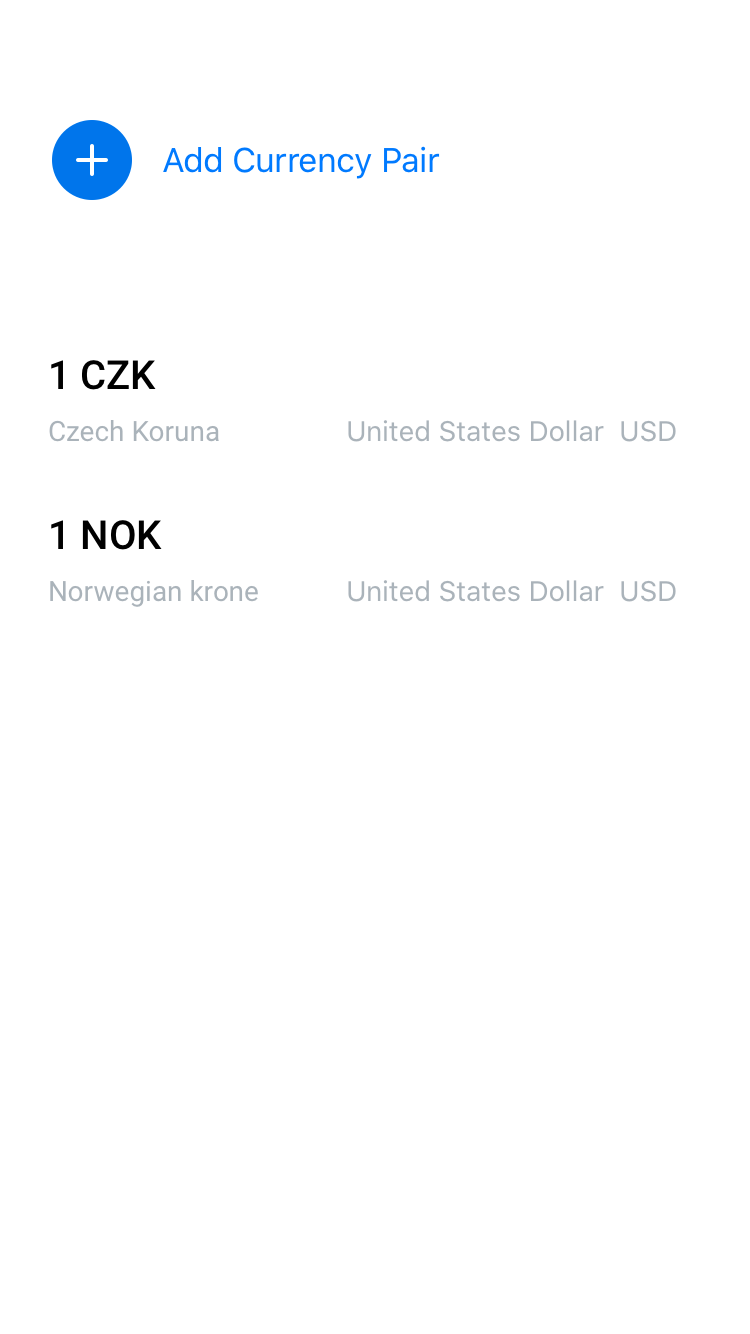 Add Currency Pair
1 CZK
Czech Koruna United States Dollar USD
1 NOK
Norwegian krone United States Dollar USD